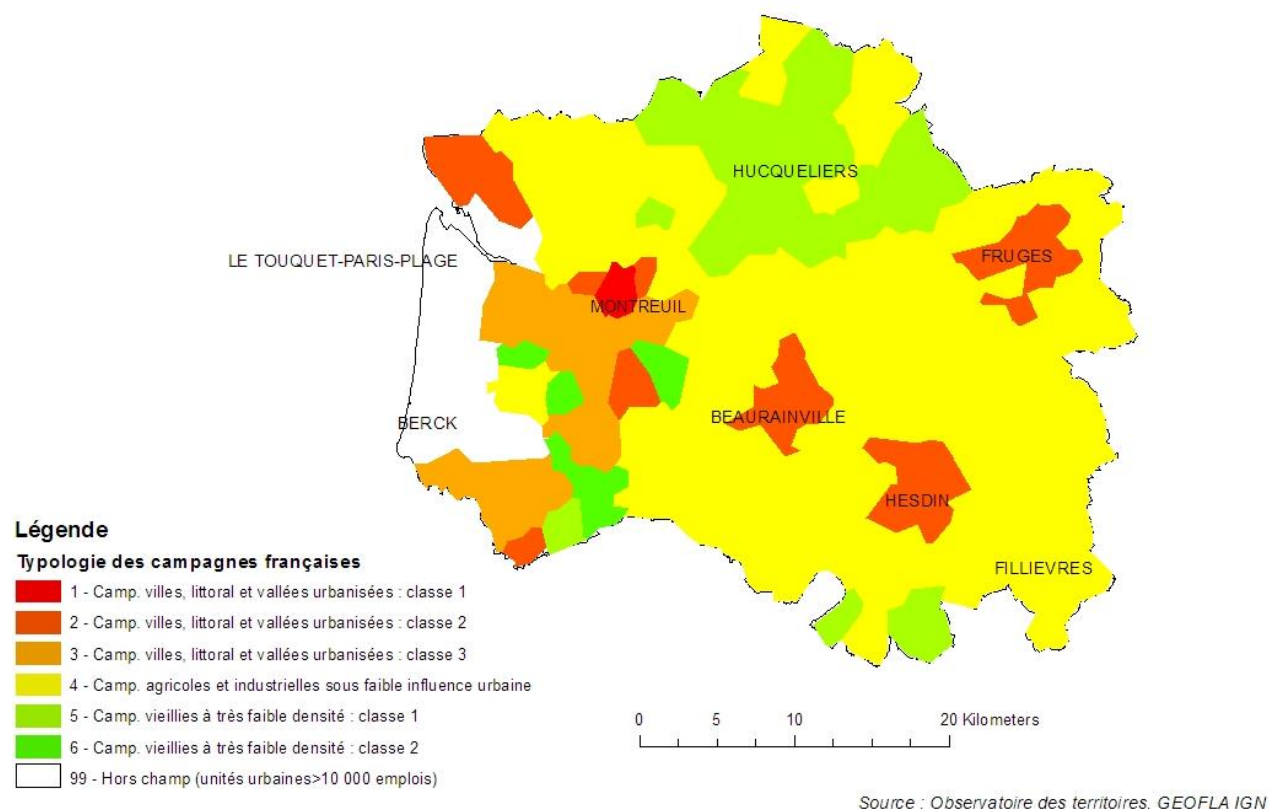 HUCQUELIERS
FRUGES
LE TOUQUET-PARIS-PLAGE
MONTREUIL
BEAURAINVILLE
BERCK
HESDIN
FILLIEVRES
Légende
Typologie des campagnes françaises
1 - Camp. villes, littoral et vallées urbanisées : classe 1
2 - Camp. villes, littoral et vallées urbanisées : classe 2
3 - Camp. villes, littoral et vallées urbanisées : classe 3
4 - Camp. agricoles et industrielles sous faible influence urbaine
5 - Camp. vieillies à très faible densité : classe 1
6 - Camp. vieillies à très faible densité : classe 2
99 - Hors champ (unités urbaines>10 000 emplois)
0 5 10 20 Kilometers
Source : Observatoire des territoires, GEOFLA IGN